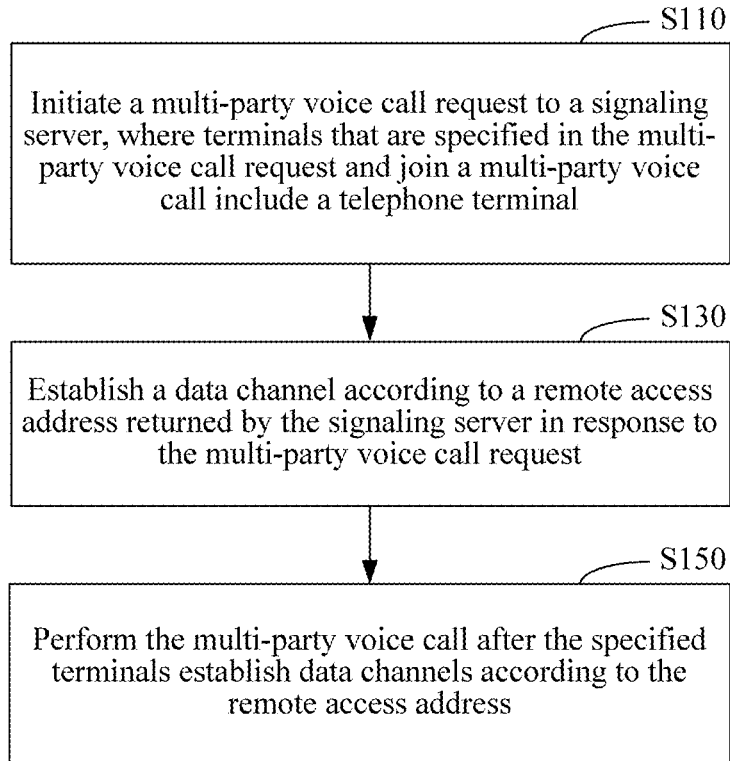 S110
Initiate a multi-party voice call request to a signaling
server, where terminals that are specified in the multi-
party voice call request and join a multi-party voice
call include a telephone terminal
S130
Establish a data channel according to a remote access
address returned by the signaling server in response to
the multi-party voice call request
S150
Perform the multi-party voice call after the specified
terminals establish data channels according to the
remote access address